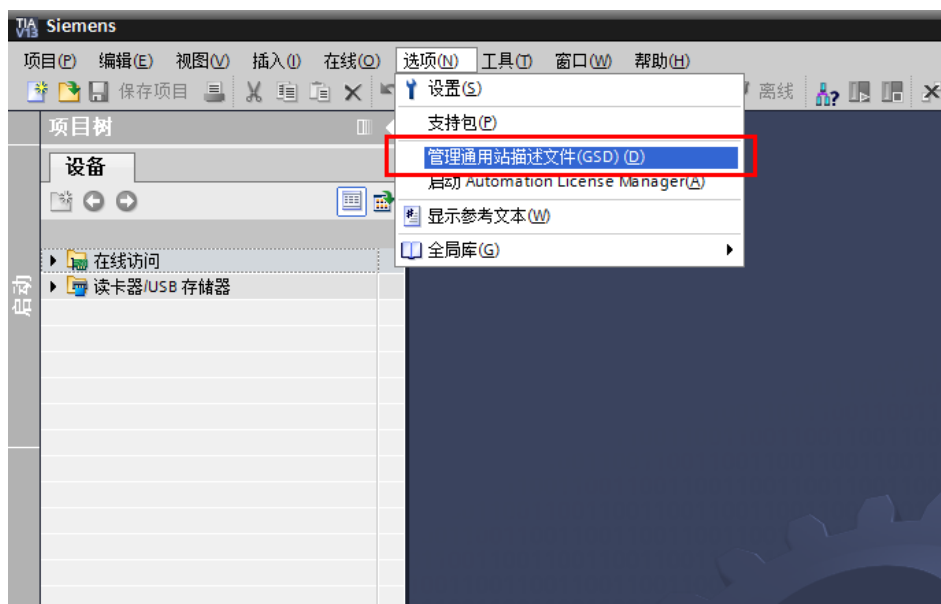 TIA V13 Siemens
项目(P) 编辑(E) 视图(V) 插入(I) 在线(O) 选项(N) 工具(T) 窗口(W) 帮助(H)
保存项目
离线
设置(S)
支持包(P)
管理通用站描述文件(GSD) (D)
启动 Automation License Manager(A)
显示参考文本(W)
全局库(G)
项目树
设备
在线访问
读卡器/USB 存储器
启动